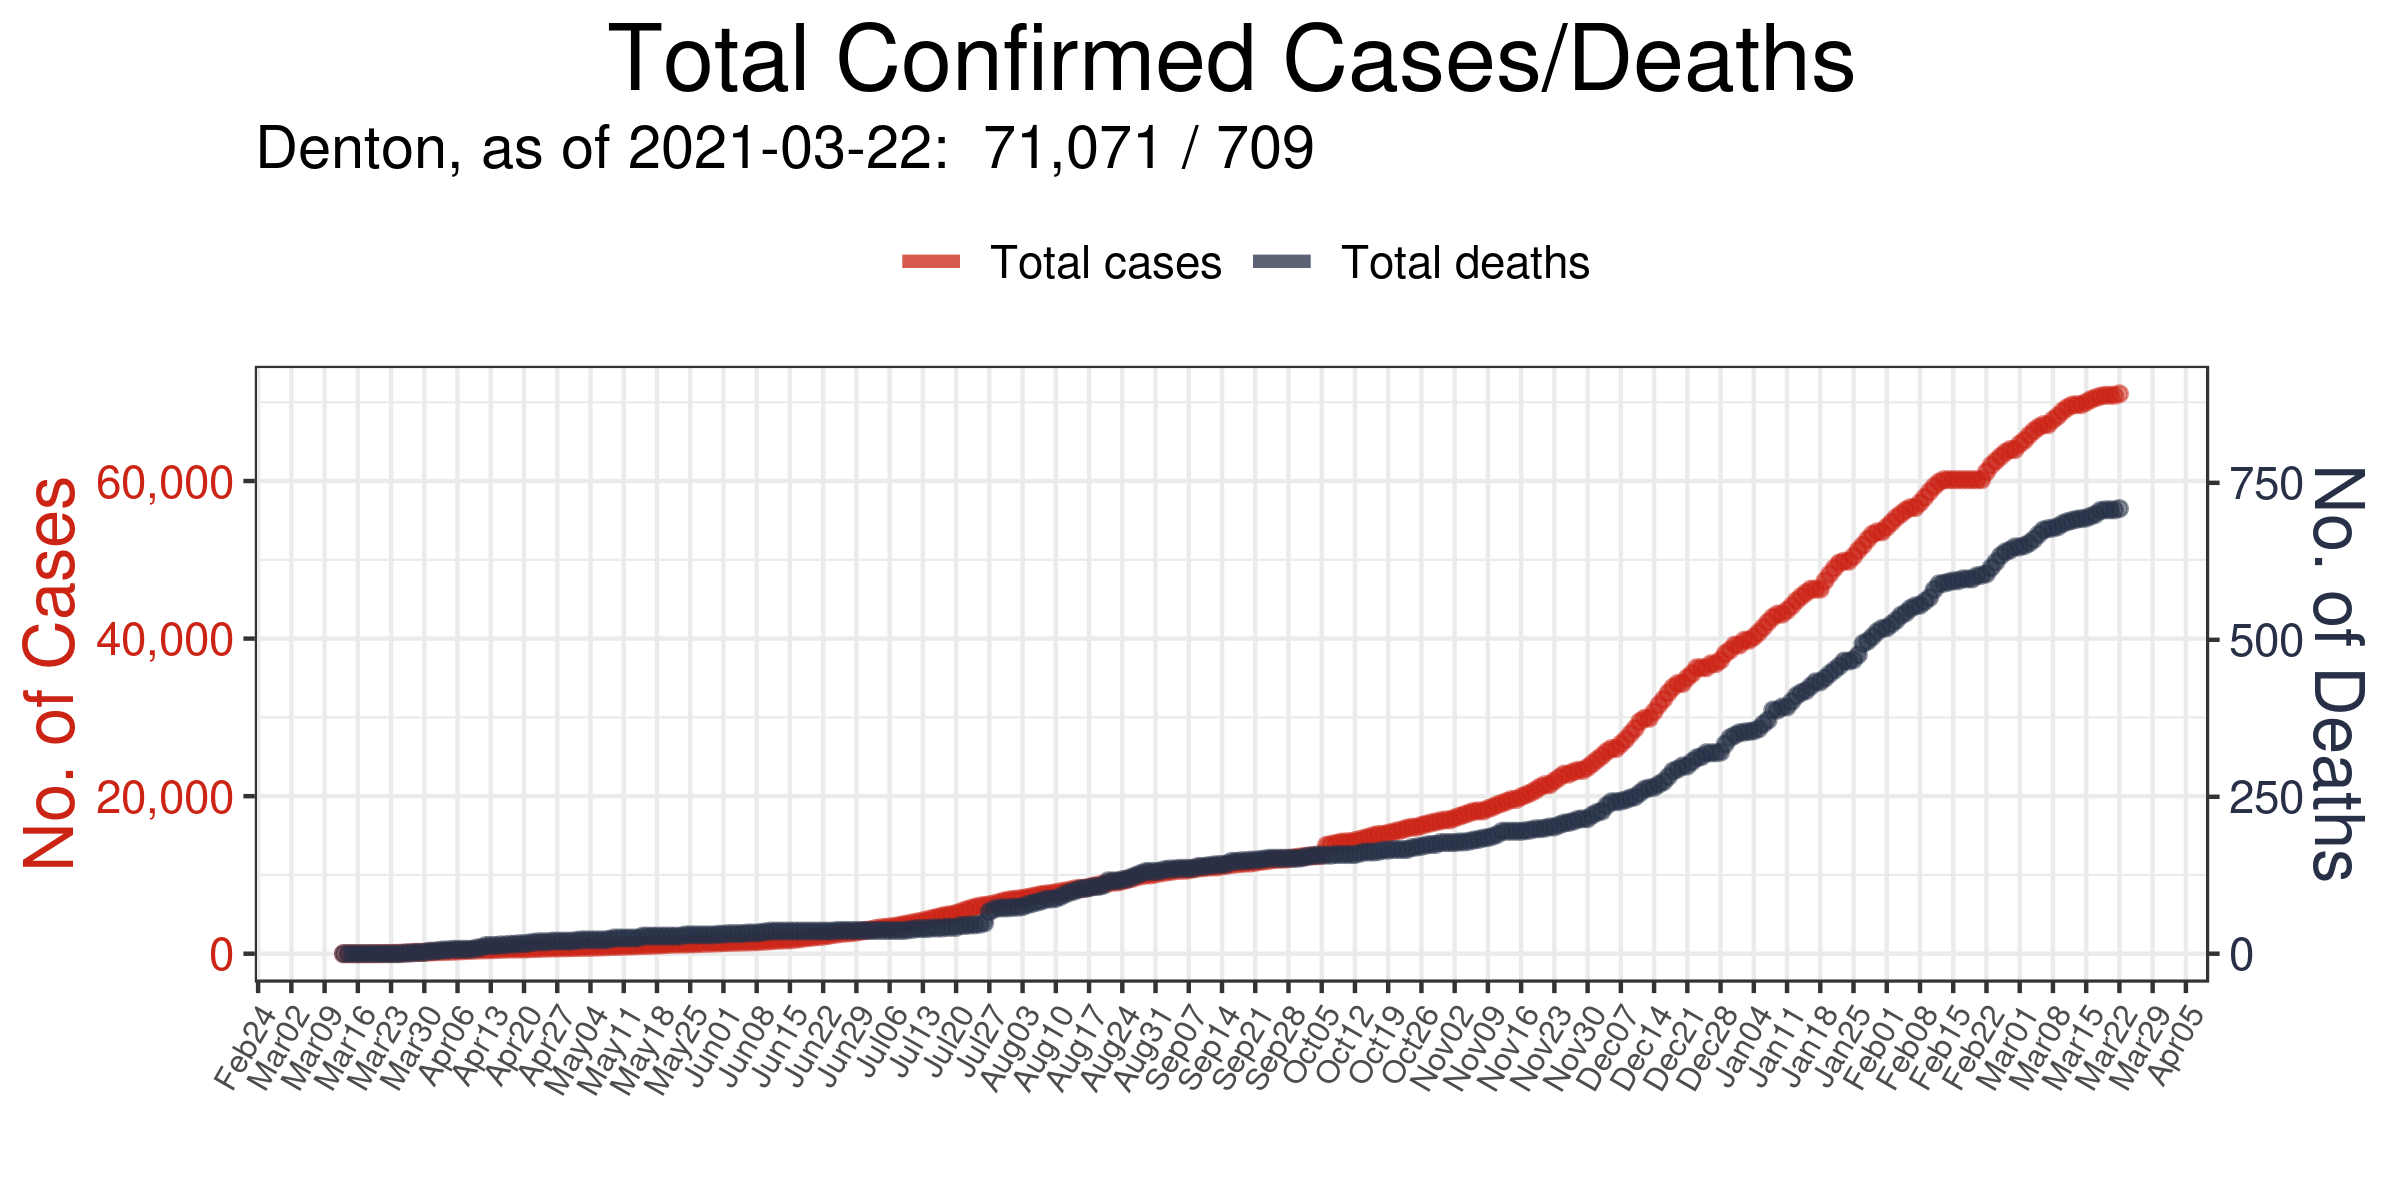 Total Confirmed Cases/Deaths
Denton, as of 2021-03-22:  71,071 / 709
Total cases
Total deaths
No. of Cases
60,000
40,000
20,000
0
750
500
250
0
No. of Deaths
Feb24
Mar02
Mar09
Mar16
Mar23
Mar30
Apr06
Apr13
Apr20
Apr27
May04
May11
May18
May25
Jun01
Jun08
Jun15
Jun22
Jun29
Jul06
Jul13
Jul20
Jul27
Aug03
Aug10
Aug17
Aug24
Aug31
Sep07
Sep14
Sep21
Sep28
Oct05
Oct12
Oct19
Oct26
Nov02
Nov09
Nov16
Nov23
Nov30
Dec07
Dec14
Dec21
Dec28
Jan04
Jan11
Jan18
Jan25
Feb01
Feb08
Feb15
Feb22
Mar01
Mar08
Mar15
Mar22
Mar29
Apr05